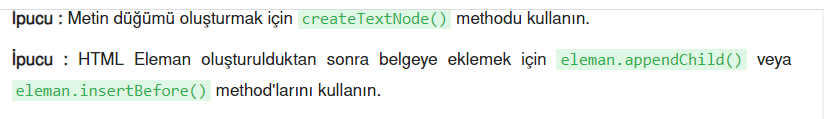 İpucu : Metin düğümü oluşturmak için createTextNode() methodu kullanın.
İpucu : HTML Eleman oluşturulduktan sonra belgeye eklemek için eleman.appendChild() veya
eleman.insertBefore() method'larını kullanın.